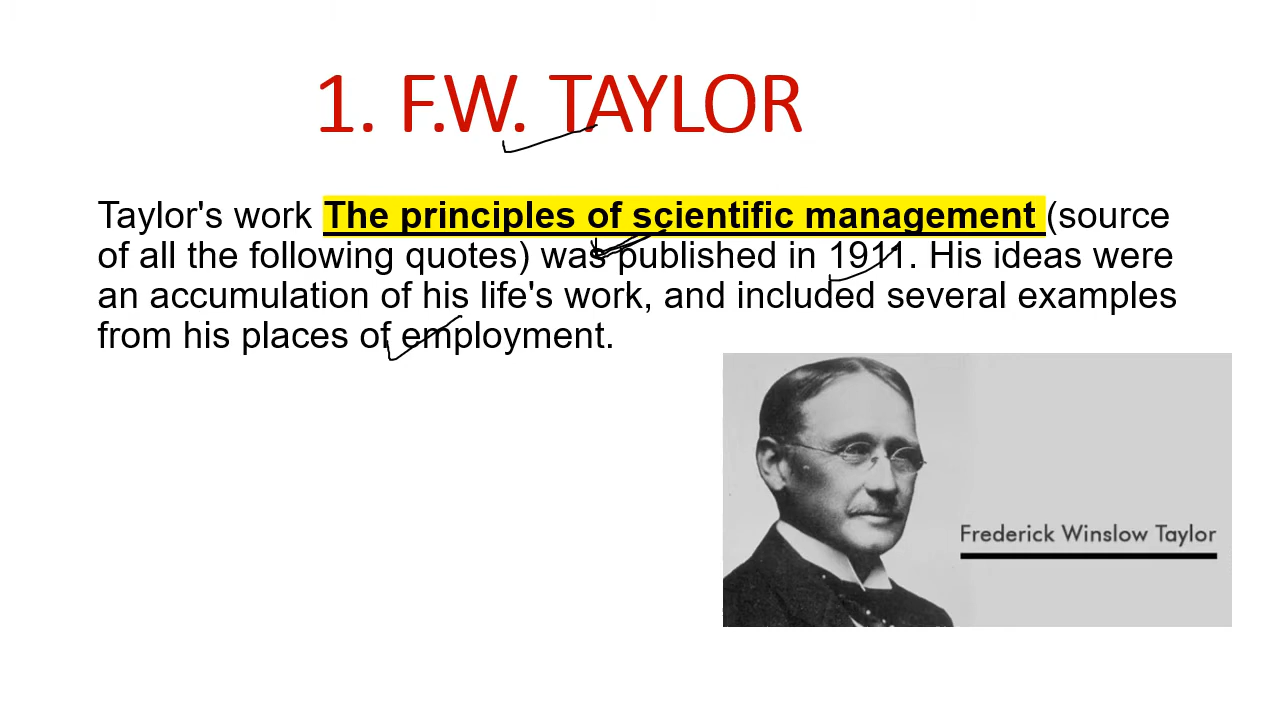 1. F.W. TAYLOR
Taylor's work The principles of scientific management (source
of all the following quotes) was published in 1911. His ideas were
an accumulation of his life's work, and included several examples
from his places of employment.
Frederick Winslow Taylor